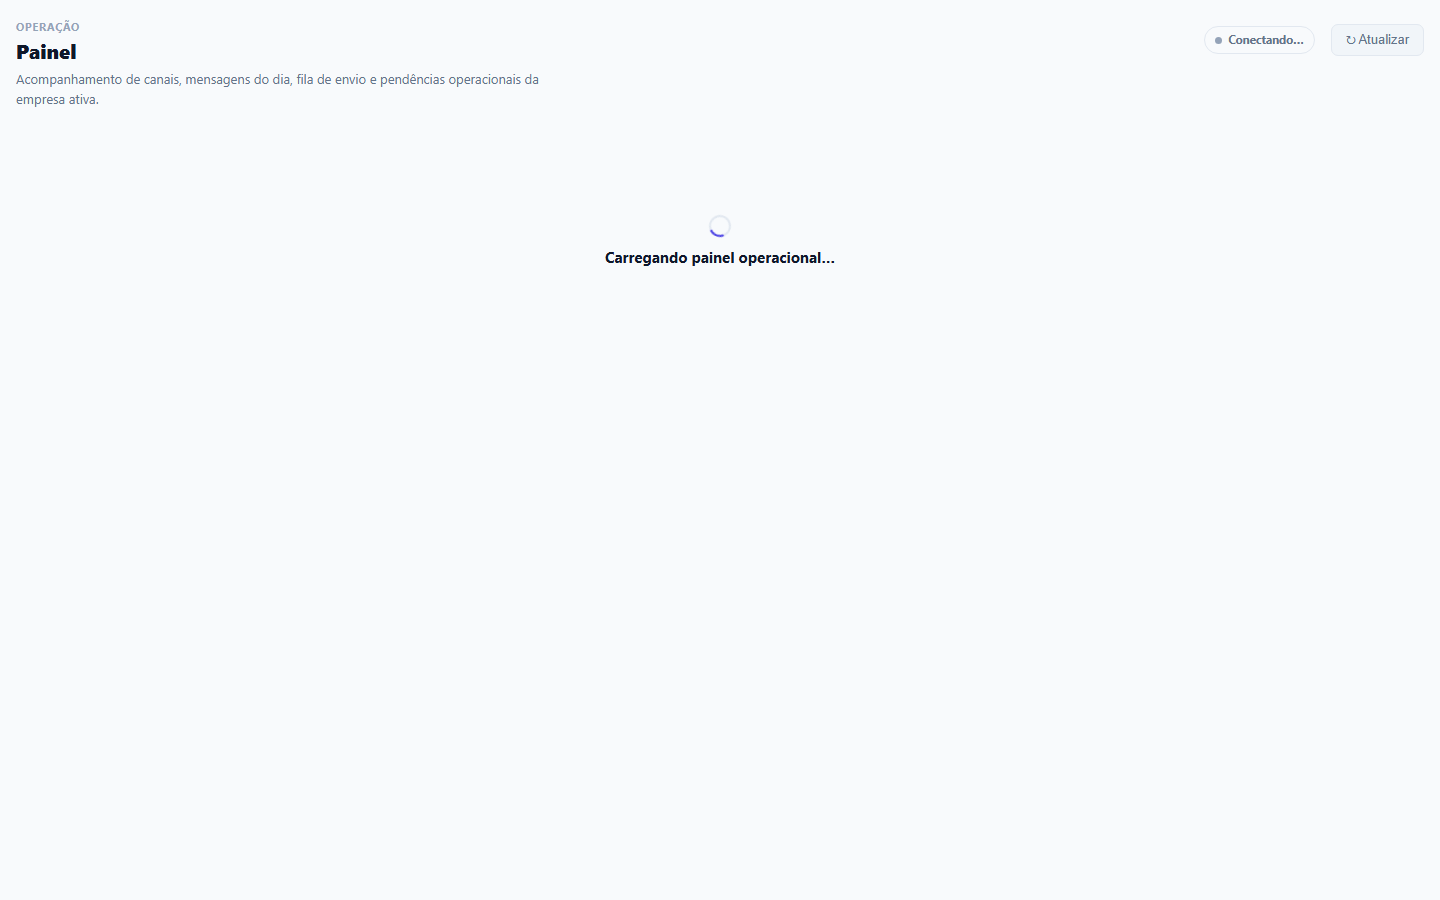 OPERAÇÃO
Painel
Acompanhamento de canais, mensagens do dia, fila de envio e pendências operacionais da
empresa ativa.
Conectando...
↻ Atualizar
Carregando painel operacional...